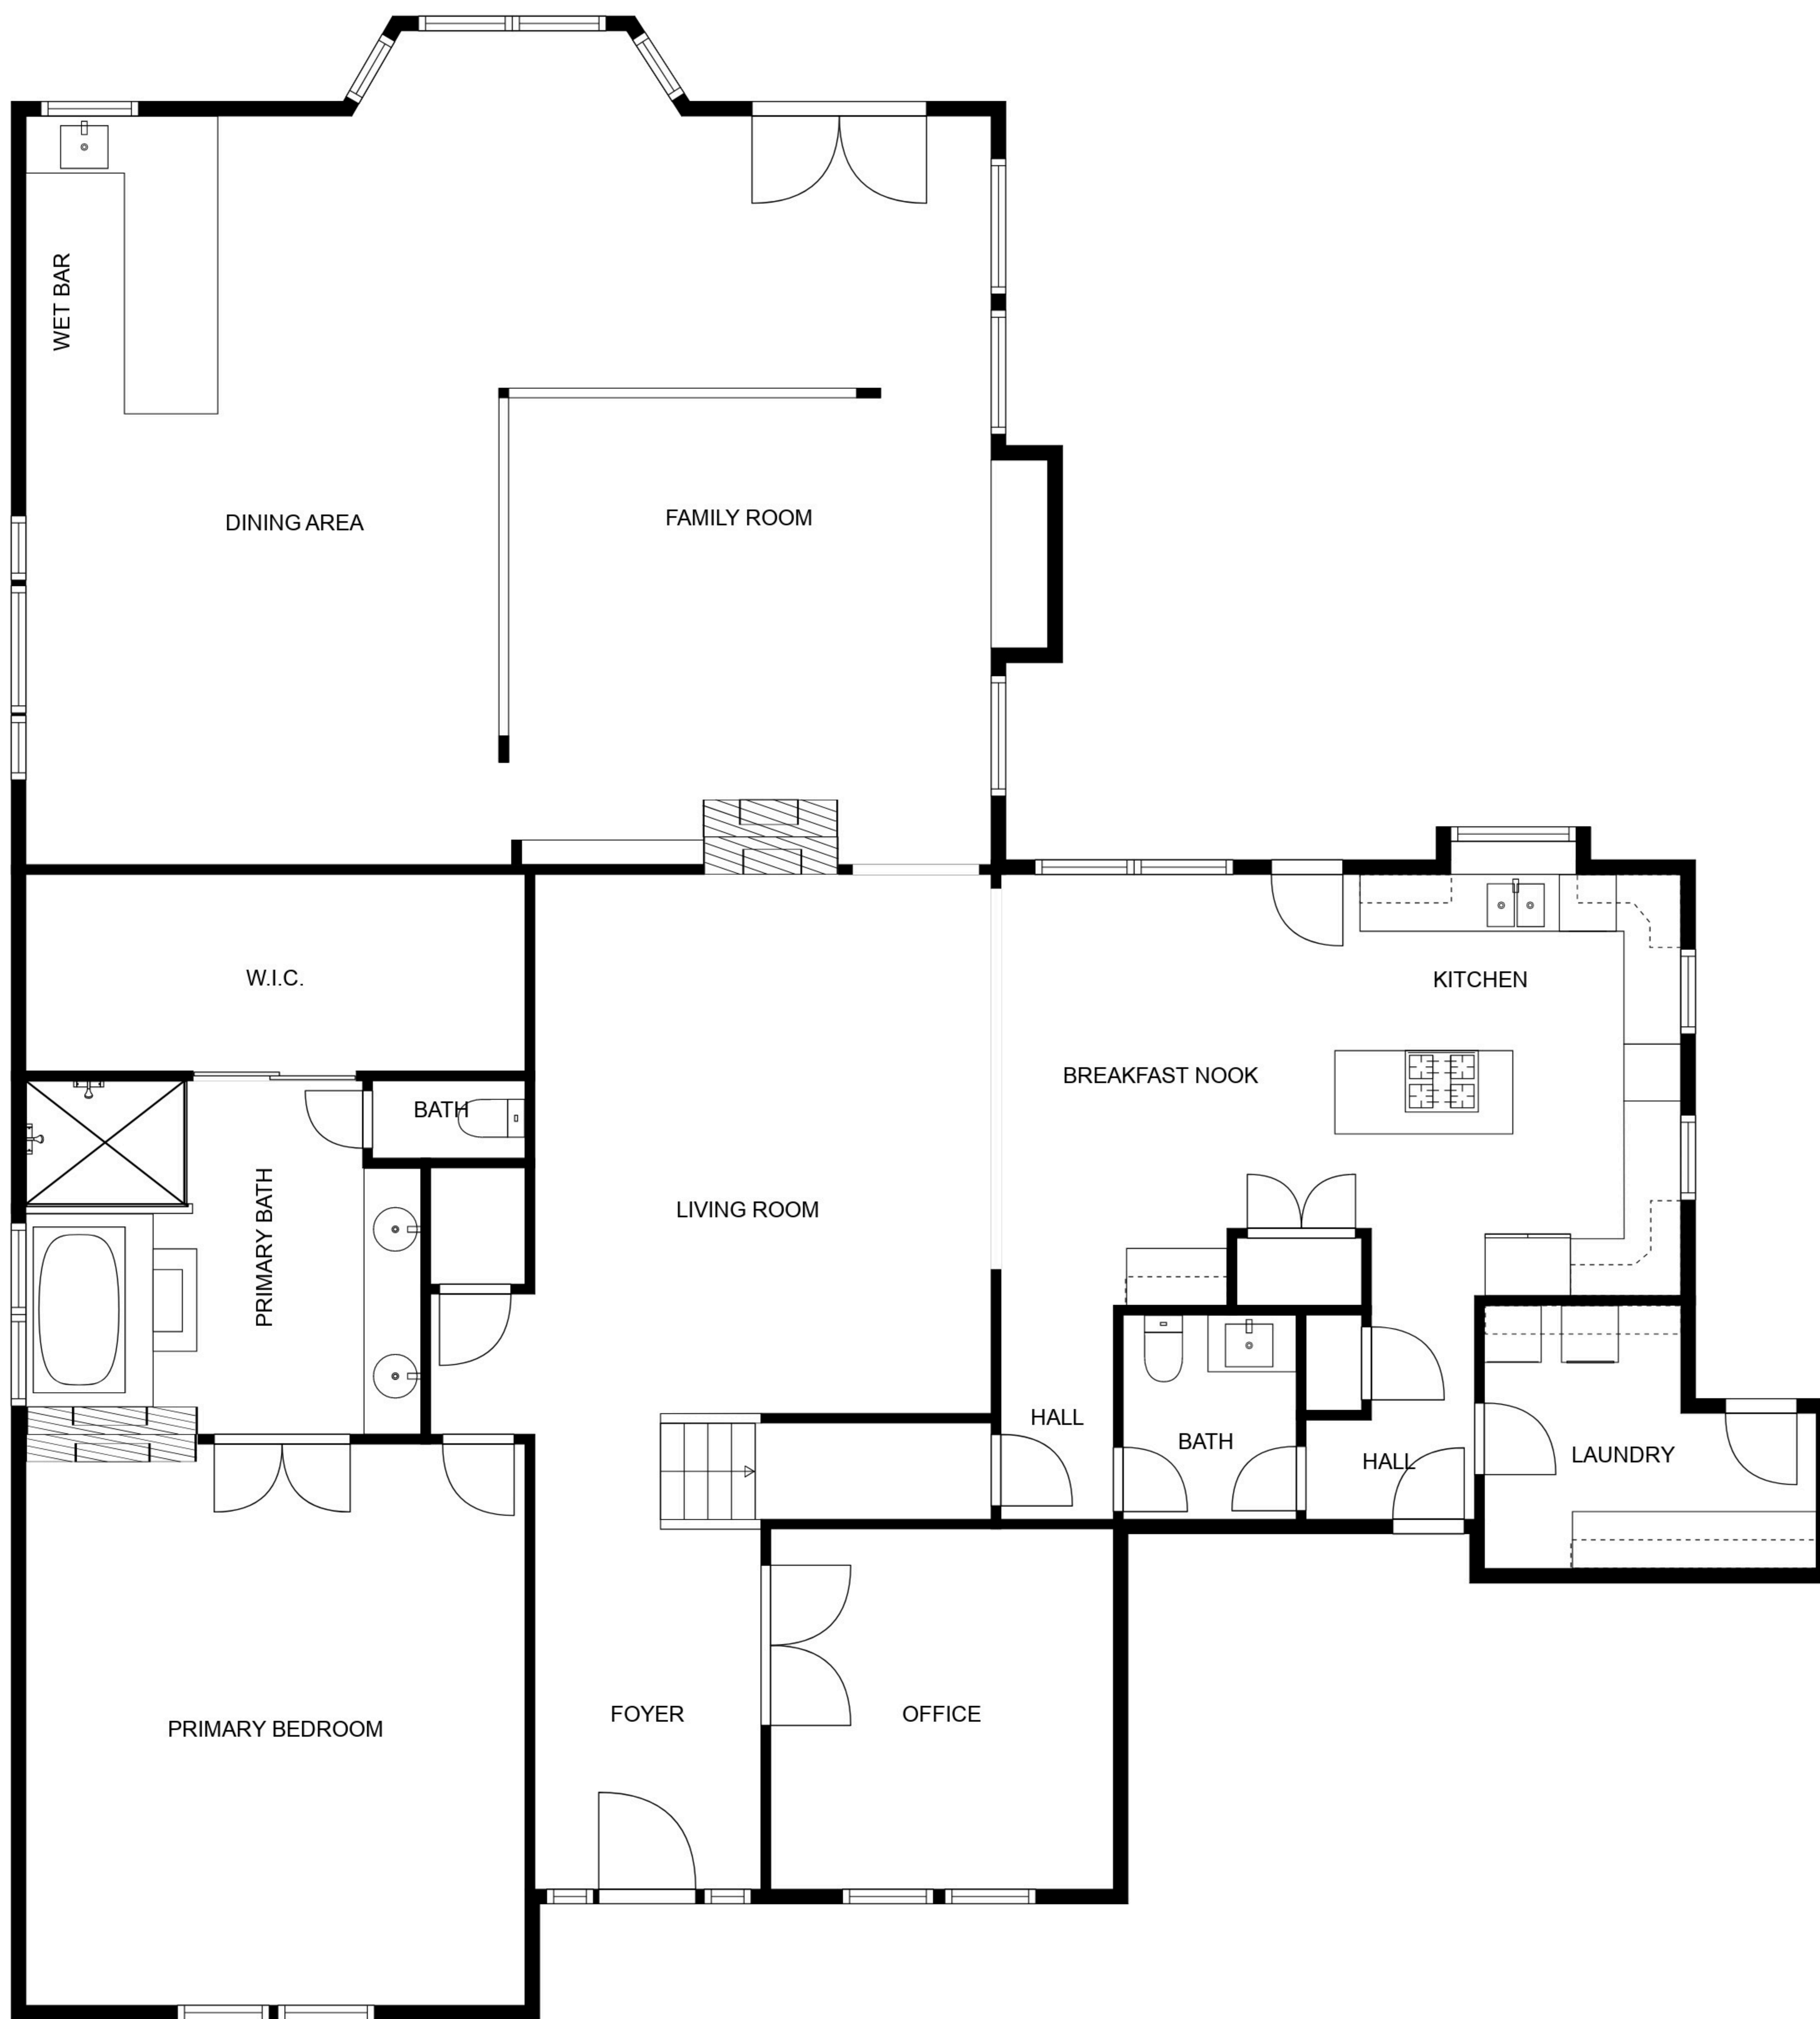 WET BAR
DINING AREA
FAMILY ROOM
W.I.C.
KITCHEN
BREAKFAST NOOK
BATH
PRIMARY BATH
LIVING ROOM
HALL
BATH
HALL
LAUNDRY
PRIMARY BEDROOM
FOYER
OFFICE